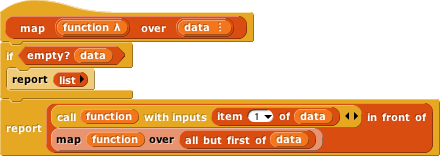 map function λ over data ⋮
if empty? data
report list
report call function with inputs item 1 of data in front of
map function over all but first of data